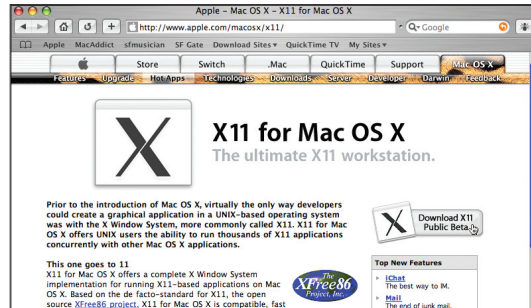 Apple - Mac OS X - X11 for Mac OS X
http://www.apple.com/macosx/x11/
Q- Google
Apple MacAddict sfmusician SF Gate Download Sites QuickTime TV My Sites
Store Switch .Mac QuickTime Support Mac OS X
Features Upgrade Hot Apps Technologies Downloads Server Developer Darwin Feedback
X11 for Mac OS X
The ultimate X11 workstation.
Prior to the introduction of Mac OS X, virtually the only way developers
could create a graphical application in a UNIX-based operating system
was with the X Window System, more commonly called X11. X11 for Mac
OS X offers UNIX users the ability to run thousands of X11 applications
concurrently with other Mac OS X applications.
Download X11
Public Beta
This one goes to 11
X11 for Mac OS X offers a complete X Window System
implementation for running X11-based applications on Mac
OS X. Based on the de facto-standard for X11, the open
source XFree86 project, X11 for Mac OS X is compatible, fast
The
XFree86
Project, Inc.
Top New Features
iChat
The best way to IM.
Mail
The end of junk mail.